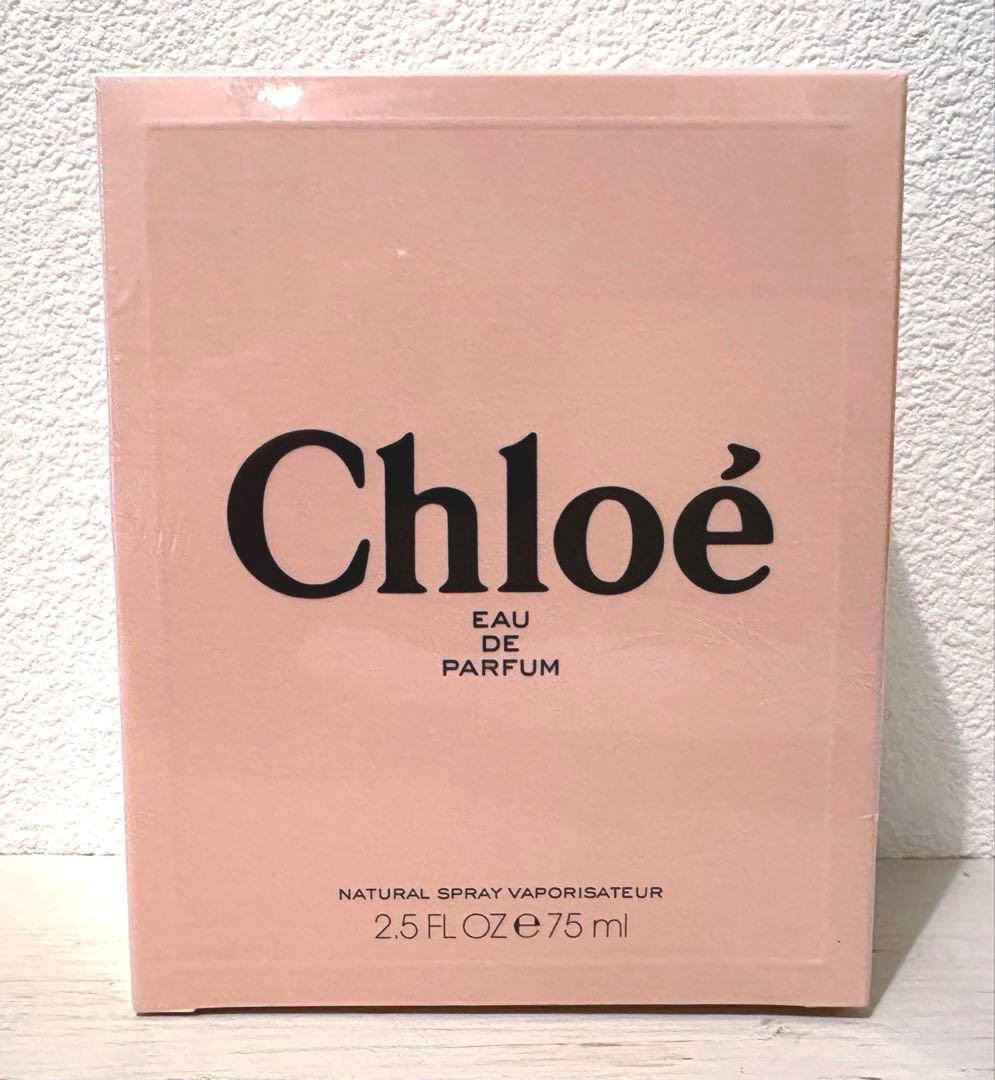 Chloé
EAU
DE
PARFUM
NATURAL SPRAY VAPORISATEUR
2.5 FL OZ ℮ 75 ml